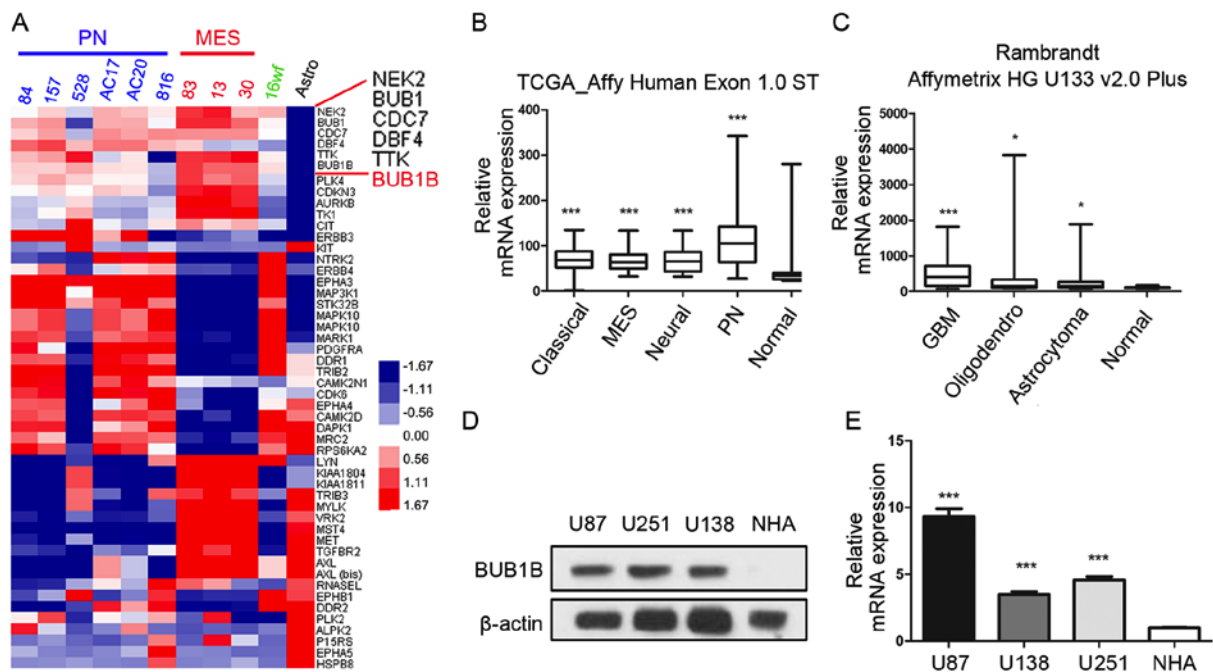 A
PN
MES
84
157
528
AC17
AC20
816
83
13
30
16wf
Astro
NEK2
BUB1
CDC7
DBF4
TTK
BUB1B
PLK4
CDKN3
AURKB
TK1
CIT
ERBB3
KIT
NTRK2
ERBB4
EPHA3
MAP3K1
STK32B
MAPK10
MAPK10
MARK1
PDGFRA
DDR1
TRIB2
CAMK2N1
CDK6
EPHA4
CAMK2D
DAPK1
MRC2
RPS6KA2
LYN
KIAA1804
KIAA1811
TRIB3
MYLK
VRK2
MST4
MET
TGFBR2
AXL
AXL (bis)
RNASEL
EPHB1
DDR2
PLK2
ALPK2
P15RS
EPHA5
HSPB8
NEK2
BUB1
CDC7
DBF4
TTK
BUB1B
-1.67
-1.11
-0.56
0.00
0.56
1.11
1.67
B
TCGA_Affy Human Exon 1.0 ST
Relative
mRNA expression
400
300
200
100
0
***
***
***
***
Classical
MES
Neural
PN
Normal
C
Rambrandt
Affymetrix HG U133 v2.0 Plus
Relative
mRNA expression
5000
4000
3000
2000
1000
0
***
*
*
GBM
Oligodendro
Astrocytoma
Normal
D
U87 U251 U138 NHA
BUB1B
β-actin
E
Relative
mRNA expression
15
10
5
0
***
***
***
U87
U138
U251
NHA